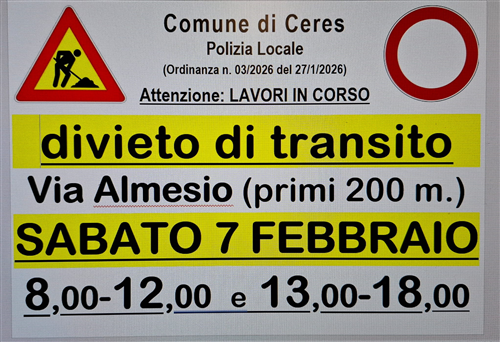 Comune di Ceres
Polizia Locale
(Ordinanza n. 03/2026 del 27/1/2026)
Attenzione: LAVORI IN CORSO
divieto di transito
Via Almesio (primi 200 m.)
SABATO 7 FEBBRAIO
8,00-12,00 e 13,00-18,00